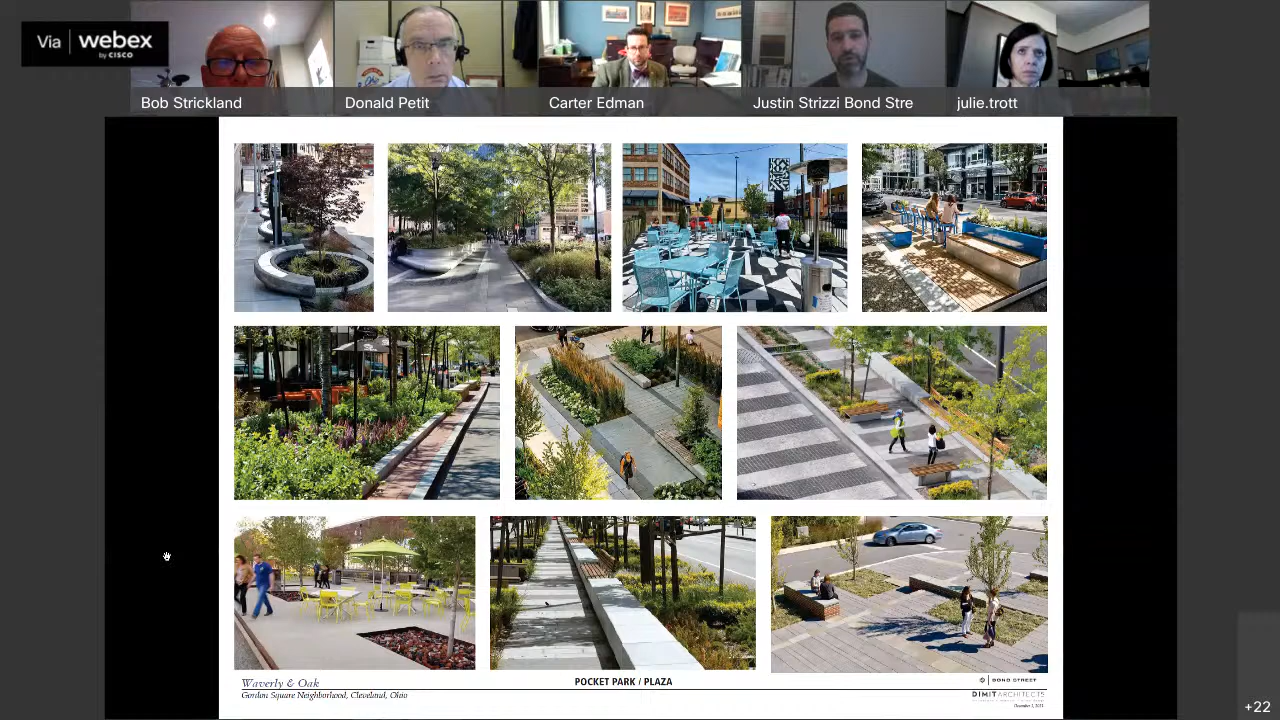 Via | webex
by CISCO
Bob Strickland
Donald Petit
Carter Edman
Justin Strizzi Bond Stre
julie.trott
Waverly & Oak
Gordon Square Neighborhood, Cleveland, Ohio
POCKET PARK / PLAZA
BOND STREET
DIMIT ARCHITECTS
+22